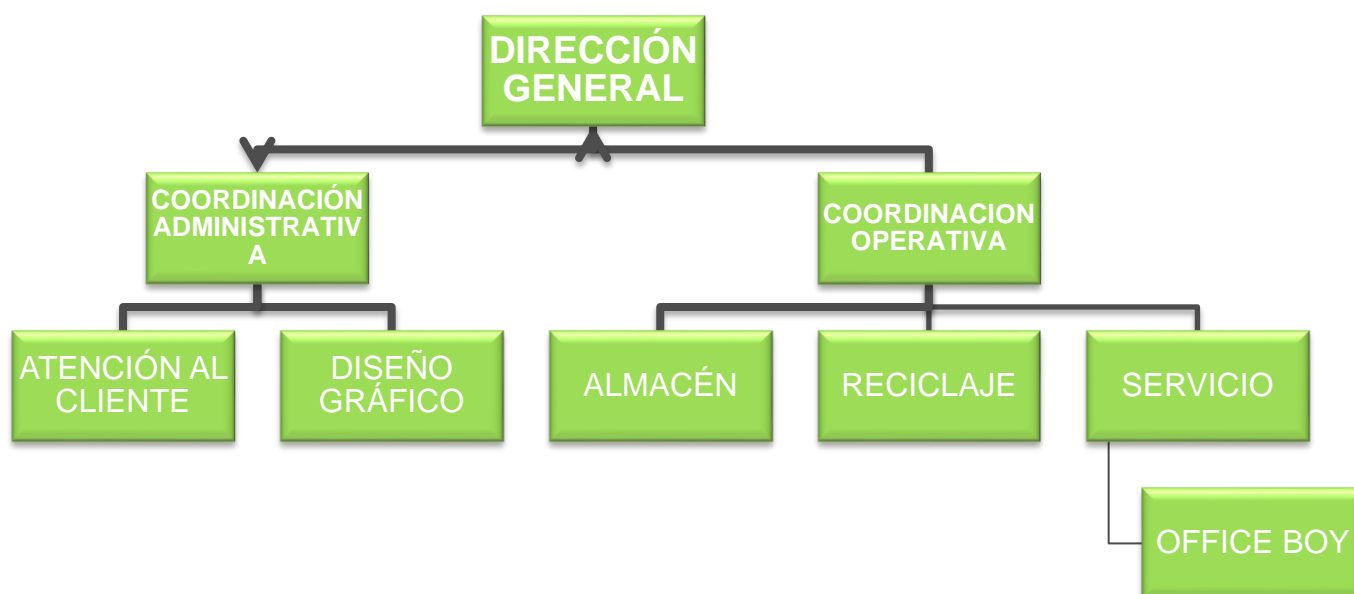 DIRECCIÓN
GENERAL
COORDINACIÓN
ADMINISTRATIV
A
COORDINACION
OPERATIVA
ATENCIÓN AL
CLIENTE
DISEÑO
GRÁFICO
ALMACÉN
RECICLAJE
SERVICIO
OFFICE BOY